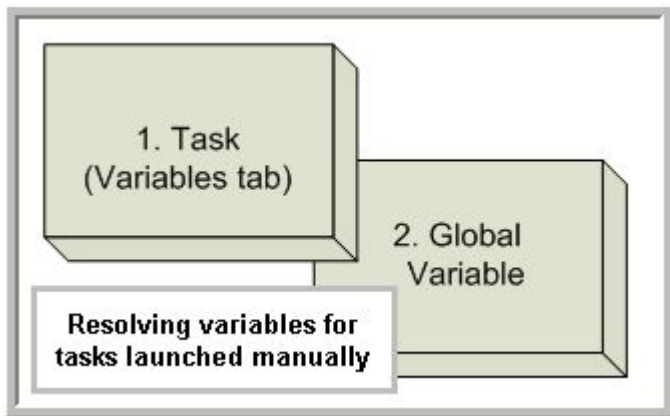 1. Task
(Variables tab)
2. Global
Variable
Resolving variables for
tasks launched manually